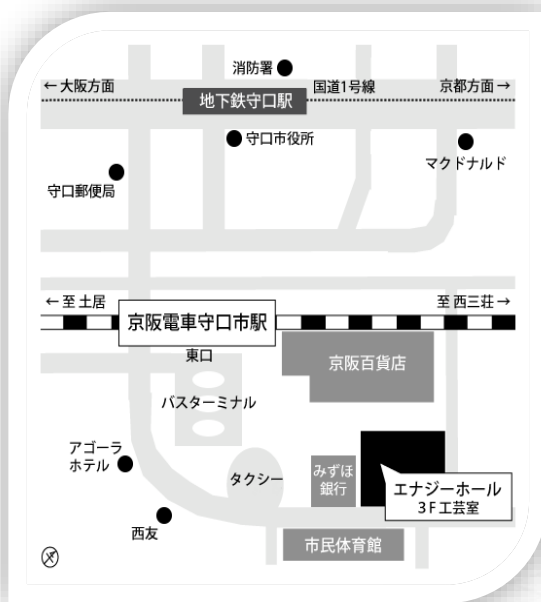 消防署
← 大阪方面
国道1号線
京都方面 →
地下鉄守口駅
守口市役所
マクドナルド
守口郵便局
← 至 土居
京阪電車守口市駅
至 西三荘 →
東口
京阪百貨店
バスターミナル
アゴーラ
ホテル
タクシー
みずほ
銀行
エナジーホール
3F工芸室
西友
市民体育館